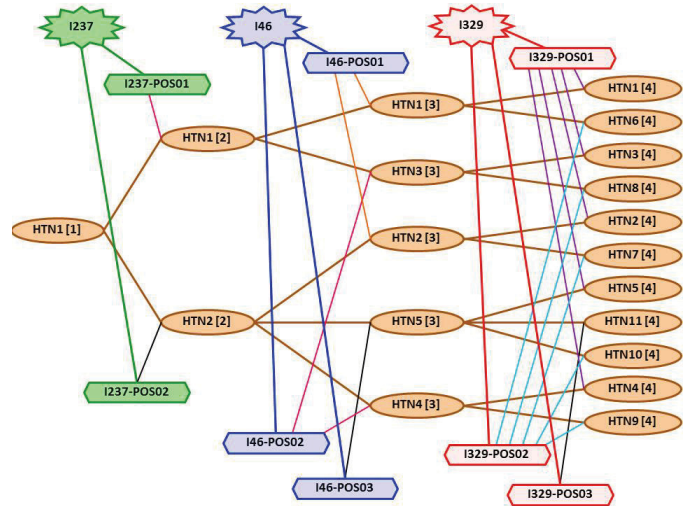 I237
I46
I329
I237-POS01
I46-POS01
I329-POS01
HTN1 [1]
HTN1 [2]
HTN2 [2]
HTN1 [3]
HTN3 [3]
HTN2 [3]
HTN5 [3]
HTN4 [3]
HTN1 [4]
HTN6 [4]
HTN3 [4]
HTN8 [4]
HTN2 [4]
HTN7 [4]
HTN5 [4]
HTN11 [4]
HTN10 [4]
HTN4 [4]
HTN9 [4]
I237-POS02
I46-POS02
I329-POS02
I46-POS03
I329-POS03